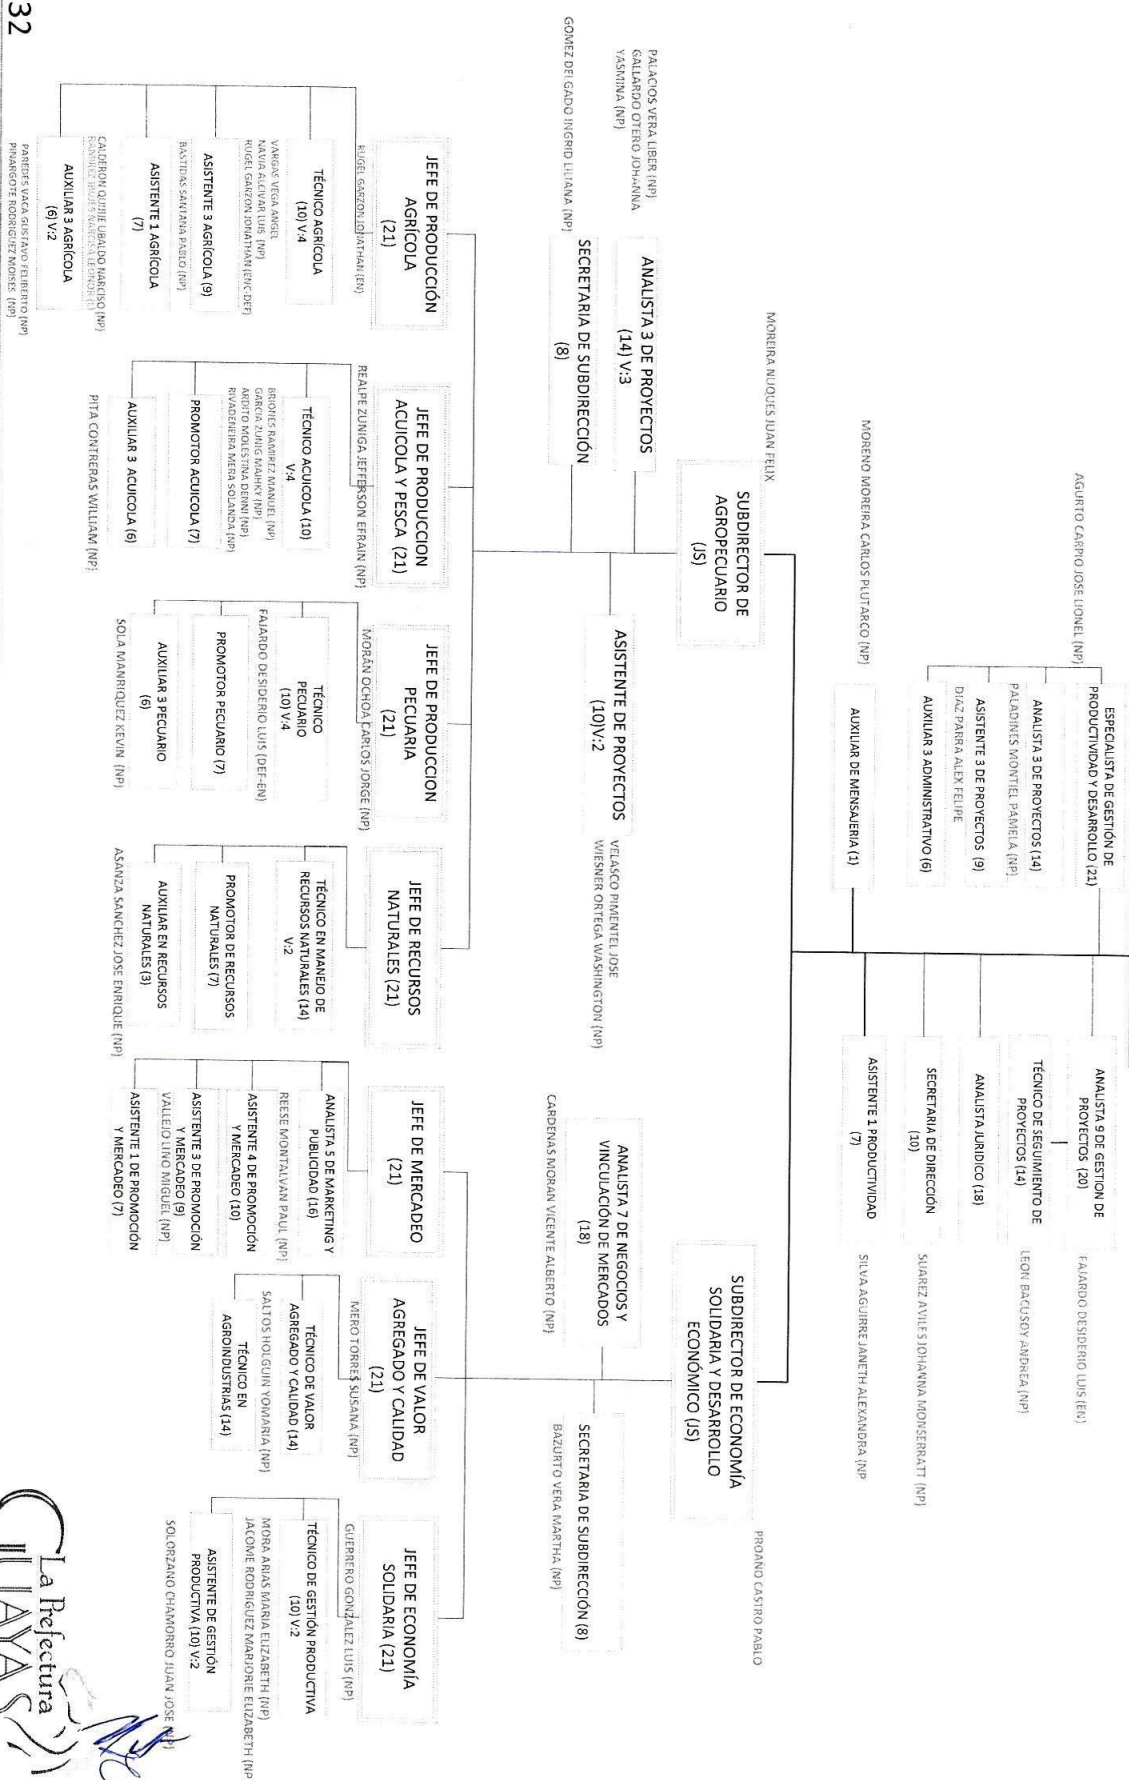 ESPECIALISTA DE GESTIÓN DE
PRODUCTIVIDAD Y DESARROLLO (21)
AGURTO CARPIO JOSE LIONEL (NP)
ANALISTA 3 DE PROYECTOS (14)
PALADINES MONTIEL PAMELA (NP)
ASISTENTE 3 DE PROYECTOS (9)
DIAZ PARRA ALEX FELIPE
AUXILIAR 3 ADMINISTRATIVO (6)
MORENO MOREIRA CARLOS PLUTARCO (NP)
AUXILIAR DE MENSAJERIA (1)
ANALISTA 9 DE GESTION DE
PROYECTOS (20)
FAJARDO DESIDERIO LUIS (EN)
TÉCNICO DE SEGUIMIENTO DE
PROYECTOS (14)
LEON BACUSOY ANDREA (NP)
ANALISTA JURIDICO (18)
SECRETARIA DE DIRECCIÓN
(10)
SUAREZ AVILES JOHANNA MONSERRATT (NP)
ASISTENTE 1 PRODUCTIVIDAD
(7)
SILVA AGUIRRE JANETH ALEXANDRA (NP
MOREIRA NUQUES JUAN FELIX
SUBDIRECTOR DE
AGROPECUARIO
(JS)
PROAÑO CASTRO PABLO
SUBDIRECTOR DE ECONOMÍA
SOLIDARIA Y DESARROLLO
ECONÓMICO (JS)
PALACIOS VERA LIBER (NP)
GALLARDO OTERO JOHANNA
YASMINA (NP)
ANALISTA 3 DE PROYECTOS
(14) V:3
ASISTENTE DE PROYECTOS
(10)V:2
VELASCO PIMENTEL JOSE
WIESNER ORTEGA WASHINGTON (NP)
GOMEZ DELGADO INGRID LILIANA (NP)
SECRETARIA DE SUBDIRECCIÓN
(8)
ANALISTA 7 DE NEGOCIOS Y
VINCULACIÓN DE MERCADOS
(18)
CARDENAS MORAN VICENTE ALBERTO (NP)
SECRETARIA DE SUBDIRECCIÓN (8)
BAZURTO VERA MARTHA (NP)
JEFE DE PRODUCCIÓN
AGRÍCOLA
(21)
RUGEL GARZON JONATHAN (EN)
TÉCNICO AGRÍCOLA
(10) V:4
VARGAS VEGA ANGEL
NAVIA ALCIVAR LUIS (NP)
RUGEL GARZON JONATHAN (ENC-DEF)
ASISTENTE 3 AGRÍCOLA (9)
BASTIDAS SANTANA PABLO (NP)
ASISTENTE 1 AGRÍCOLA
(7)
CALDERON QUIJIJE UBALDO NARCISO (NP)
AUXILIAR 3 AGRÍCOLA
(6) V:2
PAREDES VACA GUSTAVO FELIBERTO (NP)
PINARGOTE RODRIGUEZ MOISES (NP)
JEFE DE PRODUCCION
ACUICOLA Y PESCA (21)
REALPE ZUNIGA JEFFERSON EFRAIN (NP)
TÉCNICO ACUICOLA (10)
V:4
BRIONES RAMIREZ MANUEL (NP)
GARCIA ZUNIG MAIHKY (NP)
ARDITO MOLESTINA DENNI (NP)
RIVADENEIRA MERA SOLANDA (NP)
PROMOTOR ACUICOLA (7)
AUXILIAR 3 ACUICOLA (6)
PITA CONTRERAS WILLIAM (NP)
JEFE DE PRODUCCION
PECUARIA
(21)
MORÁN OCHOA CARLOS JORGE (NP)
TÉCNICO
PECUARIO
(10) V:4
FAJARDO DESIDERIO LUIS (DEF-EN)
PROMOTOR PECUARIO (7)
AUXILIAR 3 PECUARIO
(6)
SOLA MANRIQUEZ KEVIN (NP)
JEFE DE RECURSOS
NATURALES (21)
TÉCNICO EN MANEJO DE
RECURSOS NATURALES (14)
V:2
PROMOTOR DE RECURSOS
NATURALES (7)
AUXILIAR EN RECURSOS
NATURALES (3)
ASANZA SANCHEZ JOSE ENRIQUE (NP)
JEFE DE MERCADEO
(21)
ANALISTA 5 DE MARKETING Y
PUBLICIDAD (16)
REESE MONTALVAN PAUL (NP)
ASISTENTE 4 DE PROMOCIÓN
Y MERCADEO (10)
ASISTENTE 3 DE PROMOCIÓN
Y MERCADEO (9)
VALLEJO LINO MIGUEL (NP)
ASISTENTE 1 DE PROMOCIÓN
Y MERCADEO (7)
JEFE DE VALOR
AGREGADO Y CALIDAD
(21)
MERO TORRES SUSANA (NP)
TÉCNICO DE VALOR
AGREGADO Y CALIDAD (14)
SALTOS HOLGUIN YOMARIA (NP)
TÉCNICO EN
AGROINDUSTRIAS (14)
JEFE DE ECONOMÍA
SOLIDARIA (21)
GUERRERO GONZALEZ LUIS (NP)
TÉCNICO DE GESTIÓN PRODUCTIVA
(10) V:2
MORA ARIAS MARIA ELIZABETH (NP)
JACOME RODRIGUEZ MARJORIE ELIZABETH (NP
ASISTENTE DE GESTIÓN
PRODUCTIVA (10) V:2
SOLORZANO CHAMORRO JUAN JOSE (NP)
32
La Prefectura
GUAYAS